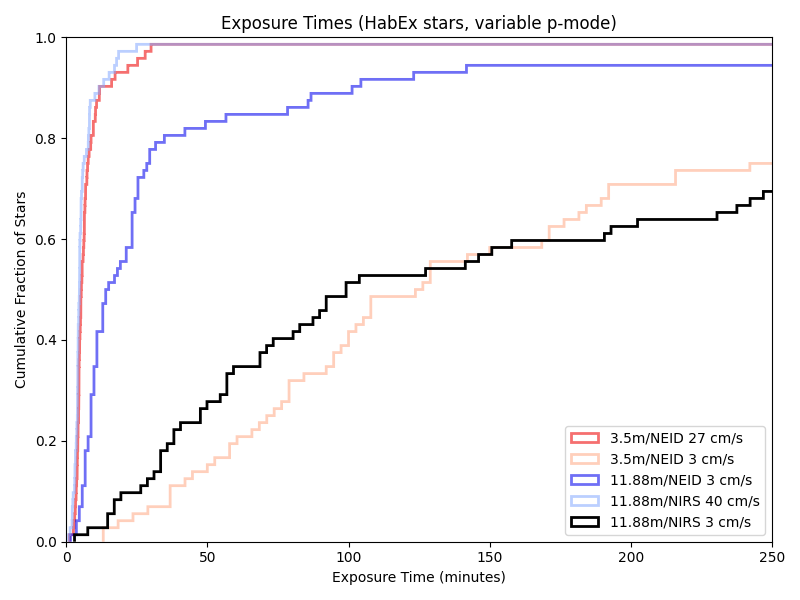 Exposure Times (HabEx stars, variable p-mode)
1.0
0.8
0.6
0.4
0.2
0.0
Cumulative Fraction of Stars
3.5m/NEID 27 cm/s
3.5m/NEID 3 cm/s
11.88m/NEID 3 cm/s
11.88m/NIRS 40 cm/s
11.88m/NIRS 3 cm/s
0 50 100 150 200 250
Exposure Time (minutes)